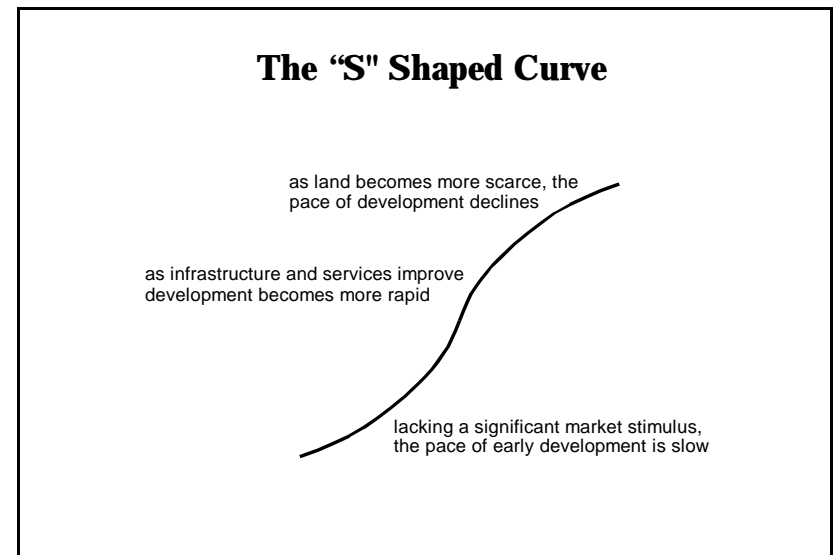 The “S" Shaped Curve
as land becomes more scarce, the
pace of development declines
as infrastructure and services improve
development becomes more rapid
lacking a significant market stimulus,
the pace of early development is slow